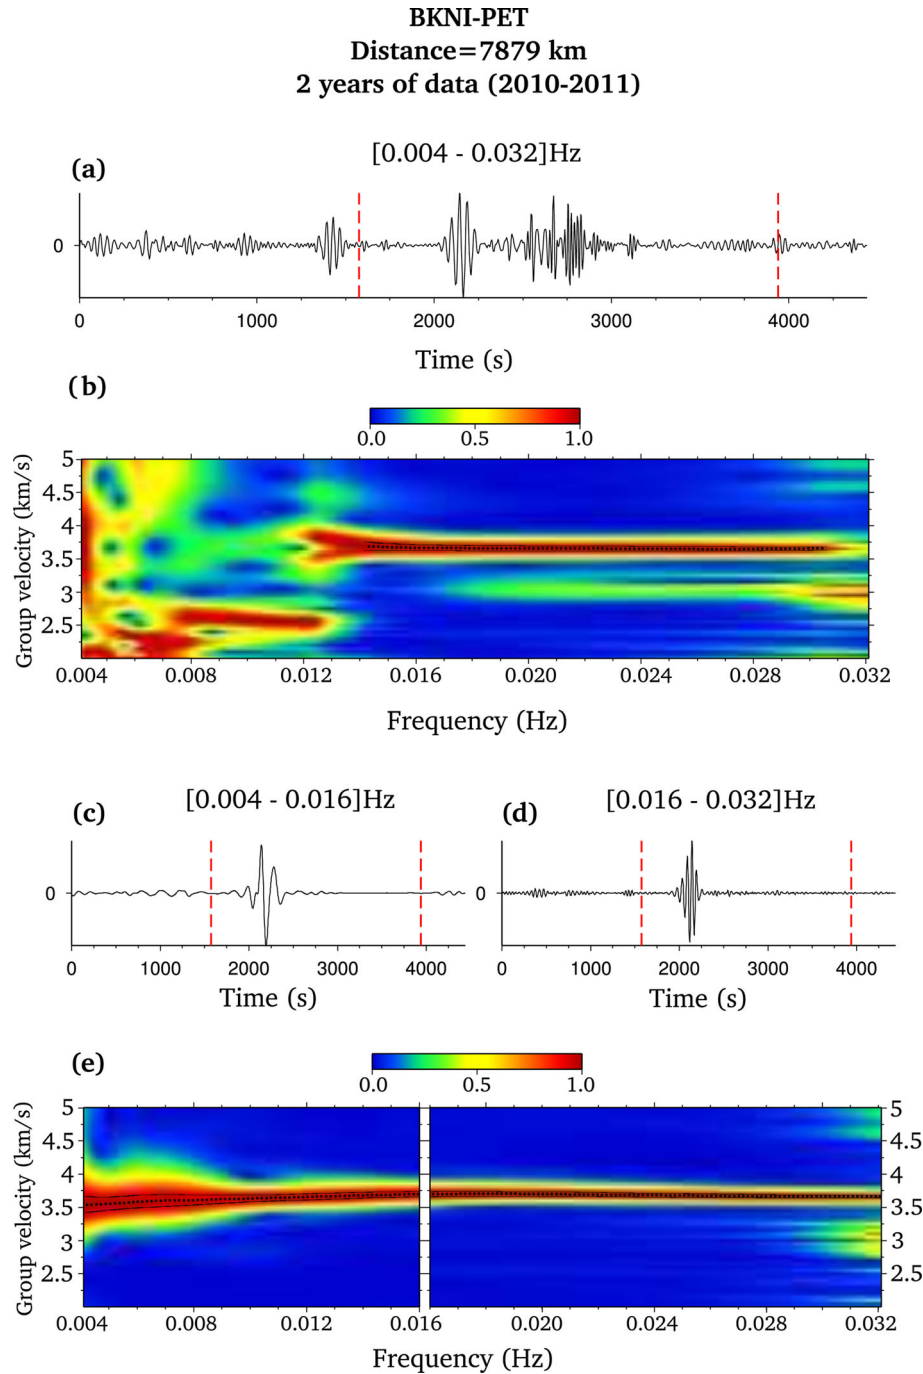 BKNI-PET
Distance=7879 km
2 years of data (2010-2011)
(a)
[0.004 - 0.032]Hz
0
0 1000 2000 3000 4000
Time (s)
(b)
0.0 0.5 1.0
Group velocity (km/s)
5
4.5
4
3.5
3
2.5
0.004 0.008 0.012 0.016 0.020 0.024 0.028 0.032
Frequency (Hz)
(c)
[0.004 - 0.016]Hz
0
0 1000 2000 3000 4000
Time (s)
(d)
[0.016 - 0.032]Hz
0
0 1000 2000 3000 4000
Time (s)
(e)
0.0 0.5 1.0
Group velocity (km/s)
5 5
4.5 4.5
4 4
3.5 3.5
3 3
2.5 2.5
0.004 0.008 0.012 0.016 0.020 0.024 0.028 0.032
Frequency (Hz)